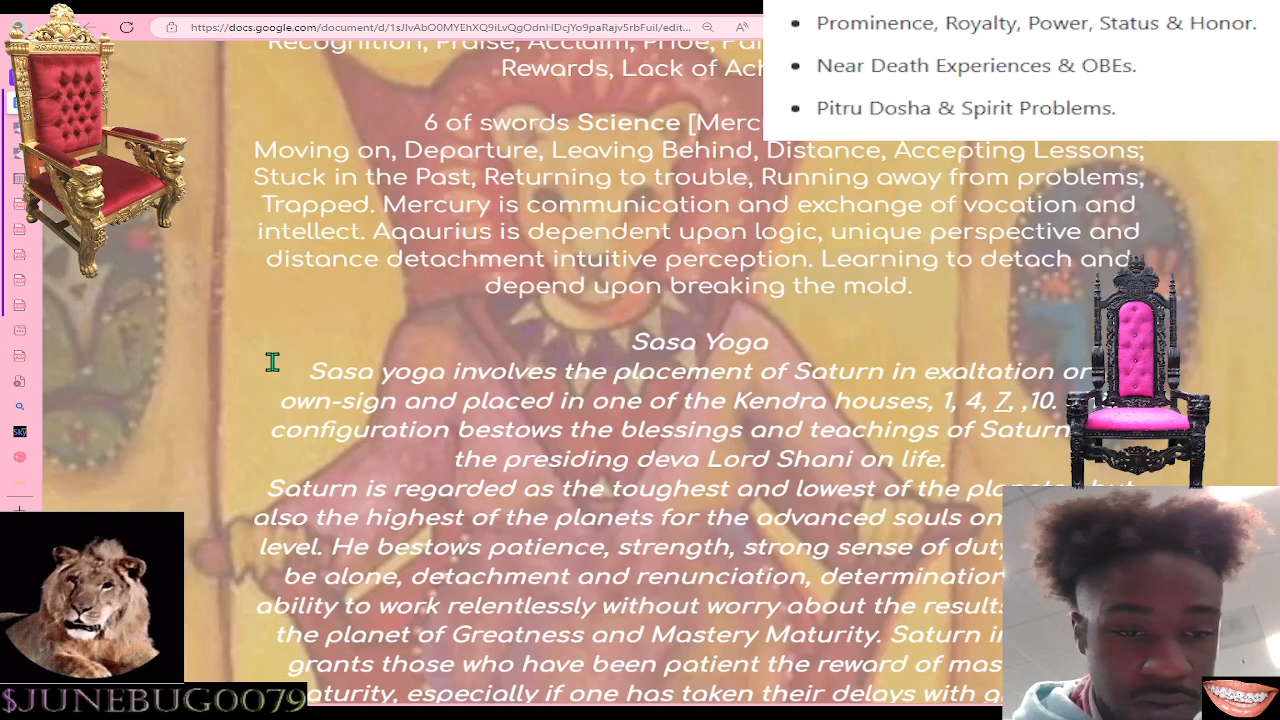 https://docs.google.com/document/d/1sJlvAbO0MYEhXQ9iLvQgOdnHDcjYo9paRajv5rbFuiI/edit...
Prominence, Royalty, Power, Status & Honor.
Near Death Experiences & OBEs.
Pitru Dosha & Spirit Problems.
Recognition, Praise, Acclaim, Pride,
Rewards, Lack of
6 of swords Science [Merc
Moving on, Departure, Leaving Behind, Distance, Accepting Lessons;
Stuck in the Past, Returning to trouble, Running away from problems,
Trapped. Mercury is communication and exchange of vocation and
intellect. Aqaurius is dependent upon logic, unique perspective and
distance detachment intuitive perception. Learning to detach and
depend upon breaking the mold.
Sasa Yoga
Sasa yoga involves the placement of Saturn in exaltation or
own-sign and placed in one of the Kendra houses, 1, 4, 7, ,10.
configuration bestows the blessings and teachings of Saturn
the presiding deva Lord Shani on life.
Saturn is regarded as the toughest and lowest of the
also the highest of the planets for the advanced souls on
level. He bestows patience, strength, strong sense of duty
be alone, detachment and renunciation, determination
ability to work relentlessly without worry about the results
the planet of Greatness and Mastery Maturity. Saturn in
grants those who have been patient the reward of mas
aturity, especially if one has taken their delays with g
$JUNEBUG0079
Sky